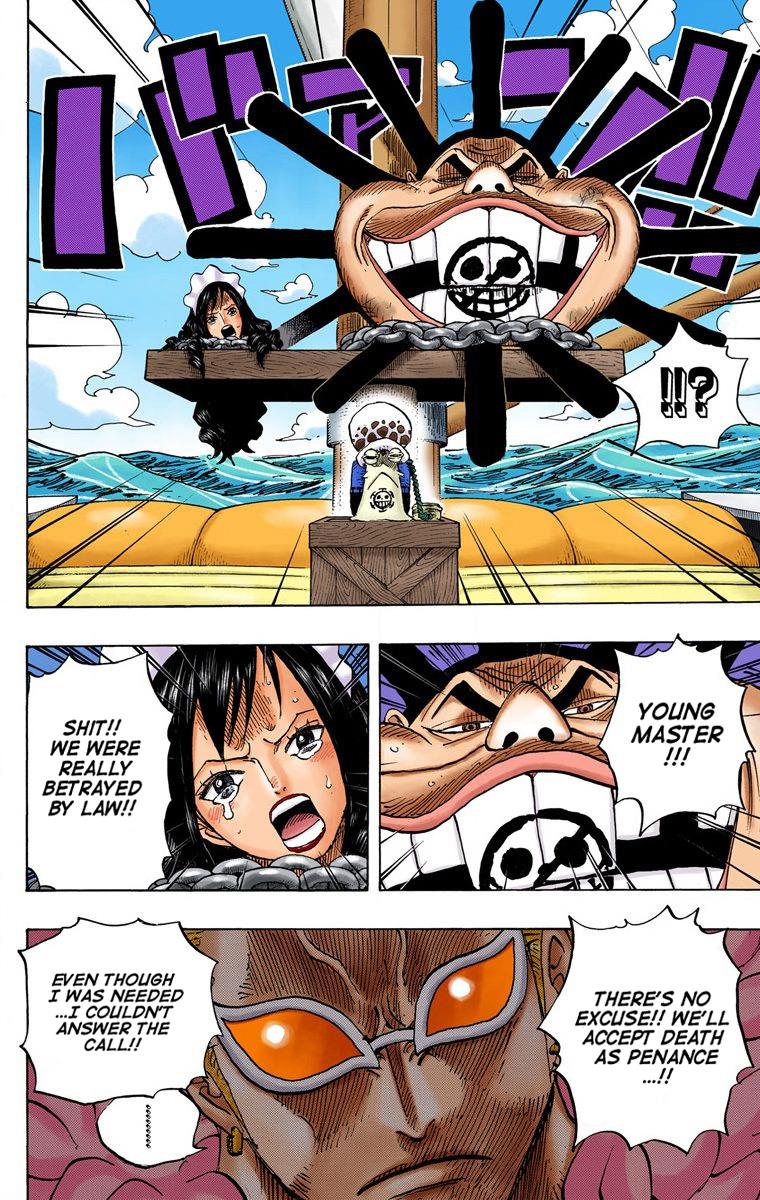 バァーン!!
!!?
YOUNG
MASTER
!!!
SHIT!!
WE WERE
REALLY
BETRAYED
BY LAW!!
THERE'S NO
EXCUSE!! WE'LL
ACCEPT DEATH
AS PENANCE
...!!
EVEN THOUGH
I WAS NEEDED
...I COULDN'T
ANSWER THE
CALL!!